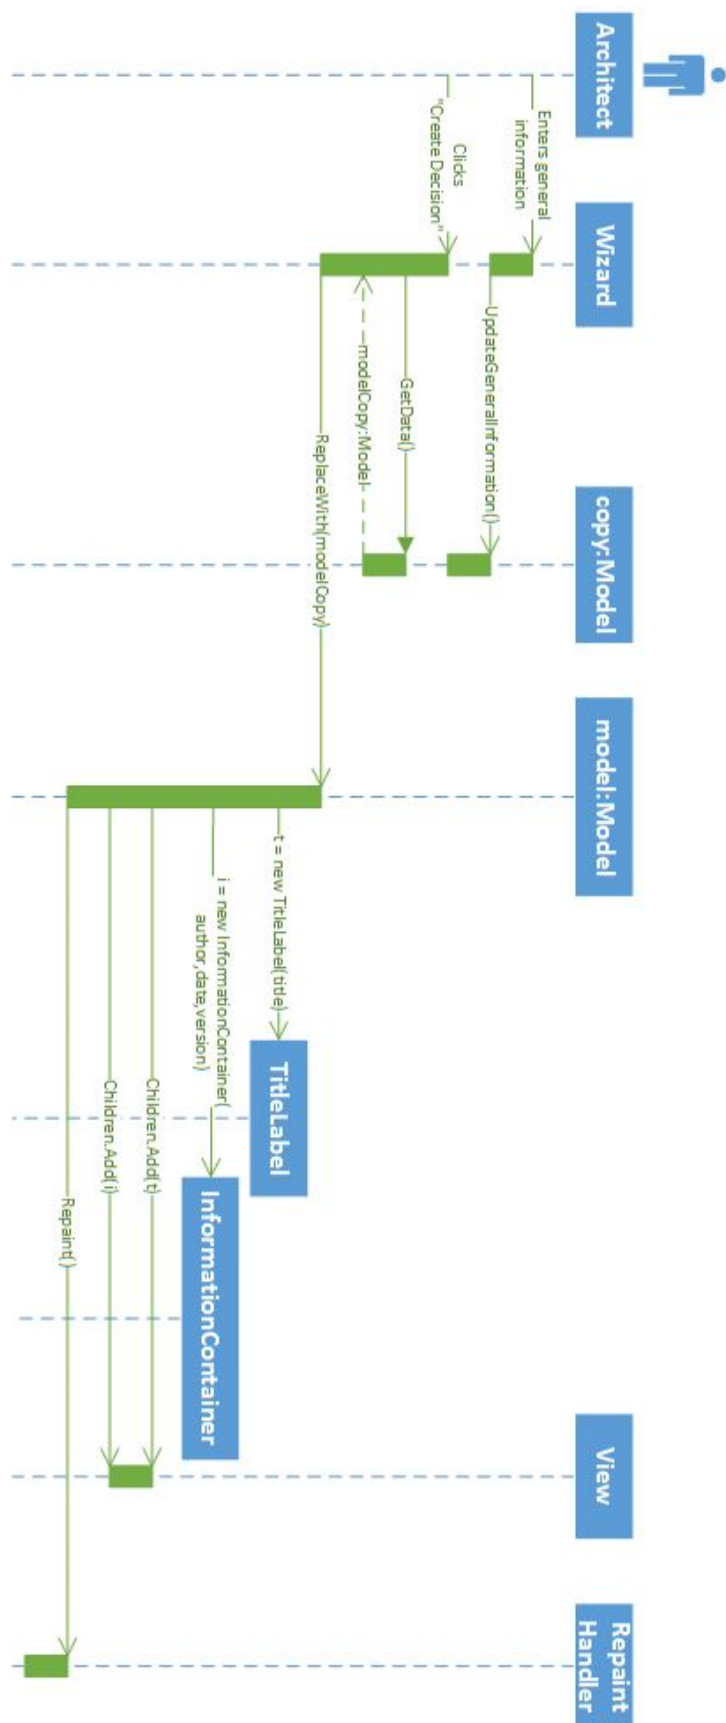 Architect
Wizard
copy:Model
model:Model
View
Repaint
Handler
Enters general
information
UpdateGeneralInformation()
Clicks
"Create Decision"
GetData()
modelCopy:Model
ReplaceWith(modelCopy)
t = new TitleLabel(title)
TitleLabel
i = new InformationContainer(
author,date,version)
InformationContainer
Children.Add(t)
Children.Add(i)
Repaint()